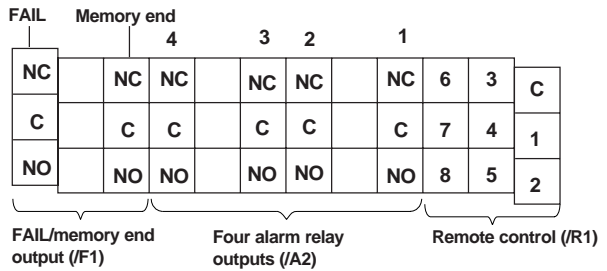 FAIL Memory end
4 3 2 1
NC NC NC NC NC NC 6 3 C
C C C C C C 7 4 1
NO NO NO NO NO NO 8 5 2
FAIL/memory end
output (/F1)
Four alarm relay
outputs (/A2)
Remote control (/R1)